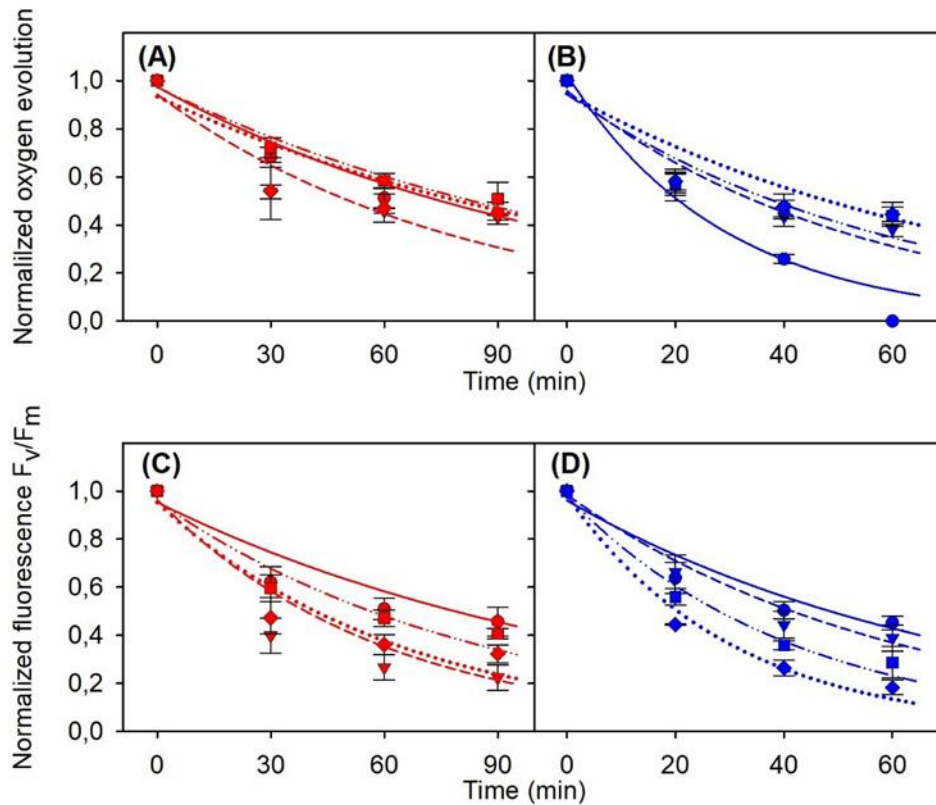 (A)
(B)
Normalized oxygen evolution
1,0
0,8
0,6
0,4
0,2
0,0
0 30 60 90 0 20 40 60
Time (min)
(C)
(D)
Normalized fluorescence Fv/Fm
1,0
0,8
0,6
0,4
0,2
0,0
0 30 60 90 0 20 40 60
Time (min)